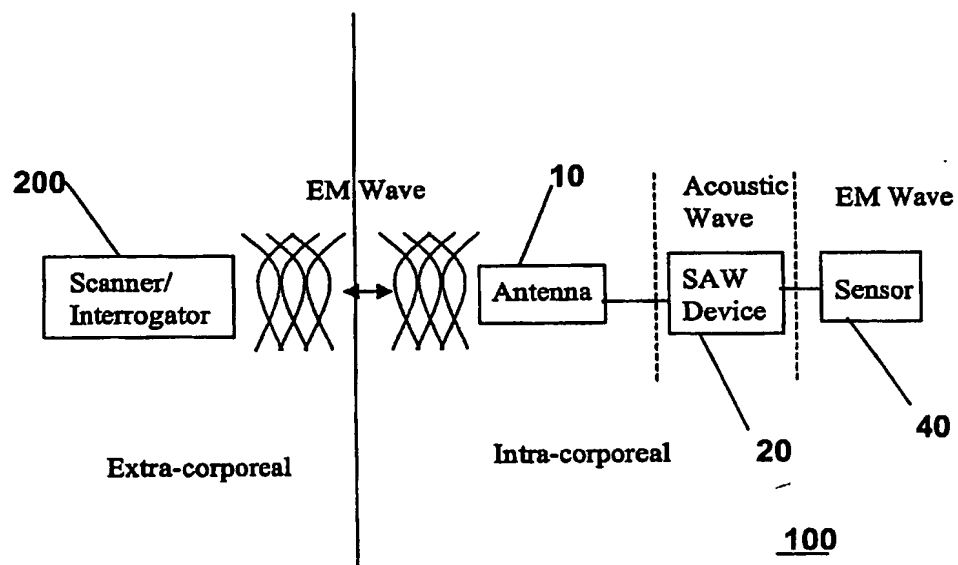 200
EM Wave
10
Acoustic
Wave
EM Wave
Scanner/
Interrogator
Antenna
SAW
Device
Sensor
Extra-corporeal
Intra-corporeal
20
40
100